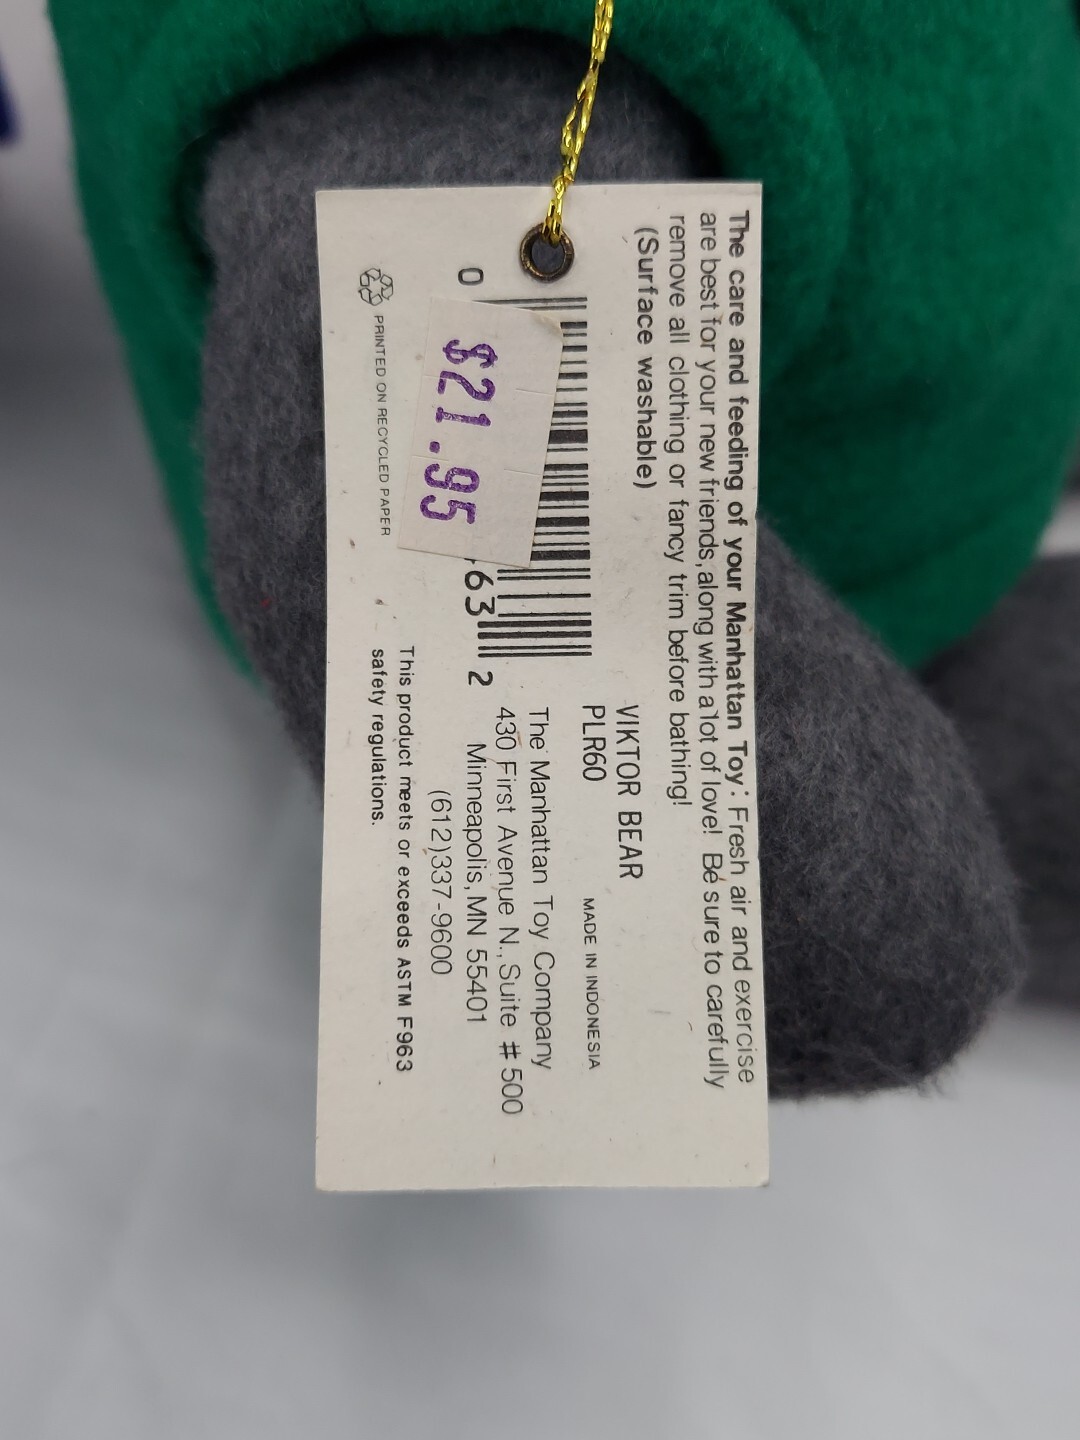 The care and feeding of your Manhattan Toy: Fresh air and exercise
are best for your new friends, along with a lot of love! Be sure to carefully
remove all clothing or fancy trim before bathing!
(Surface washable)
VIKTOR BEAR
PLR60
MADE IN INDONESIA
0
$21.95
463
2
The Manhattan Toy Company
430 First Avenue N., Suite #500
Minneapolis, MN 55401
(612)337-9600
PRINTED ON RECYCLED PAPER
This product meets or exceeds ASTM F963
safety regulations.